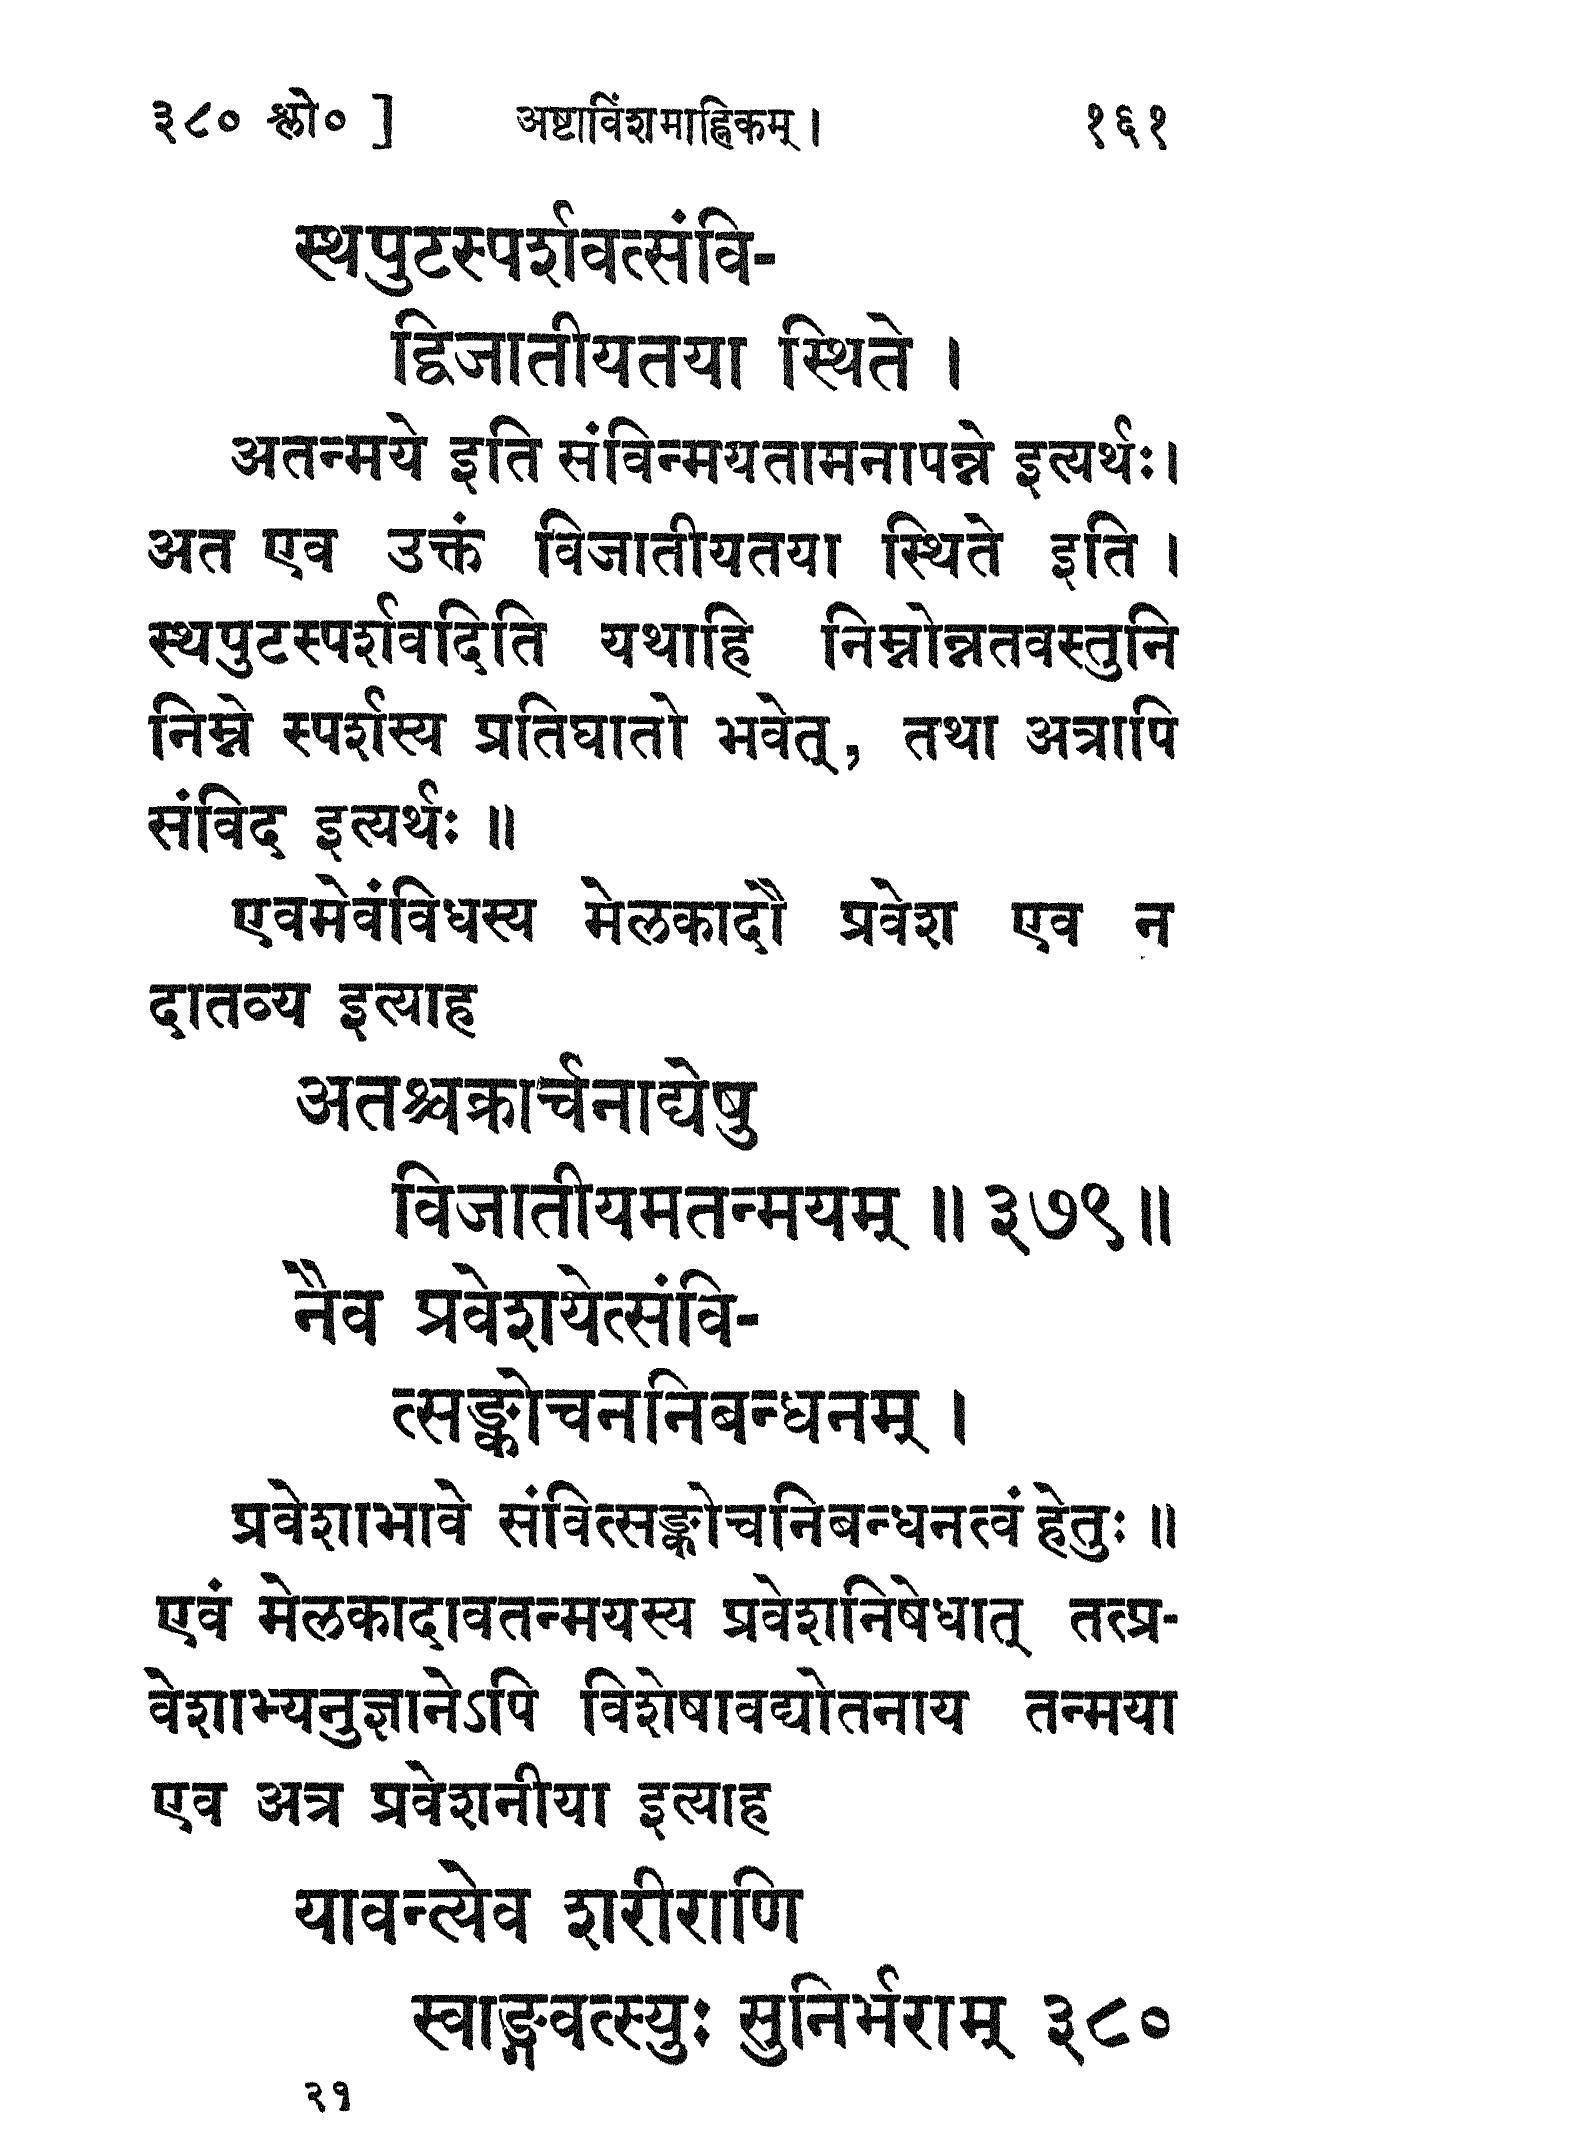 ३८० श्लो० ] अष्टाविंशमाह्निकम् । १६१
स्थपुटस्पर्शवत्संवि-
द्विजातीयतया स्थिते ।
अतन्मये इति संविन्मयतामनापन्ने इत्यर्थः।
अत एव उक्तं विजातीयतया स्थिते इति ।
स्थपुटस्पर्शवदिति यथाहि निम्नोन्नतवस्तुनि
निम्ने स्पर्शस्य प्रतिघातो भवेत्, तथा अत्रापि
संविद इत्यर्थः ॥
एवमेवंविधस्य मेलकादौ प्रवेश एव न
दातव्य इत्याह
अतश्चक्रार्चनाद्येषु
विजातीयमतन्मयम् ॥ ३७९॥
नैव प्रवेशयेत्संवि-
त्सङ्कोचननिबन्धनम् ।
प्रवेशाभावे संवित्सङ्कोचनिबन्धनत्वं हेतुः ॥
एवं मेलकादावतन्मयस्य प्रवेशनिषेधात् तत्प्र-
वेशाभ्यनुज्ञानेऽपि विशेषावद्योतनाय तन्मया
एव अत्र प्रवेशनीया इत्याह
यावन्त्येव शरीराणि
स्वाङ्गवत्स्युः सुनिर्भराम् ३८०
२१